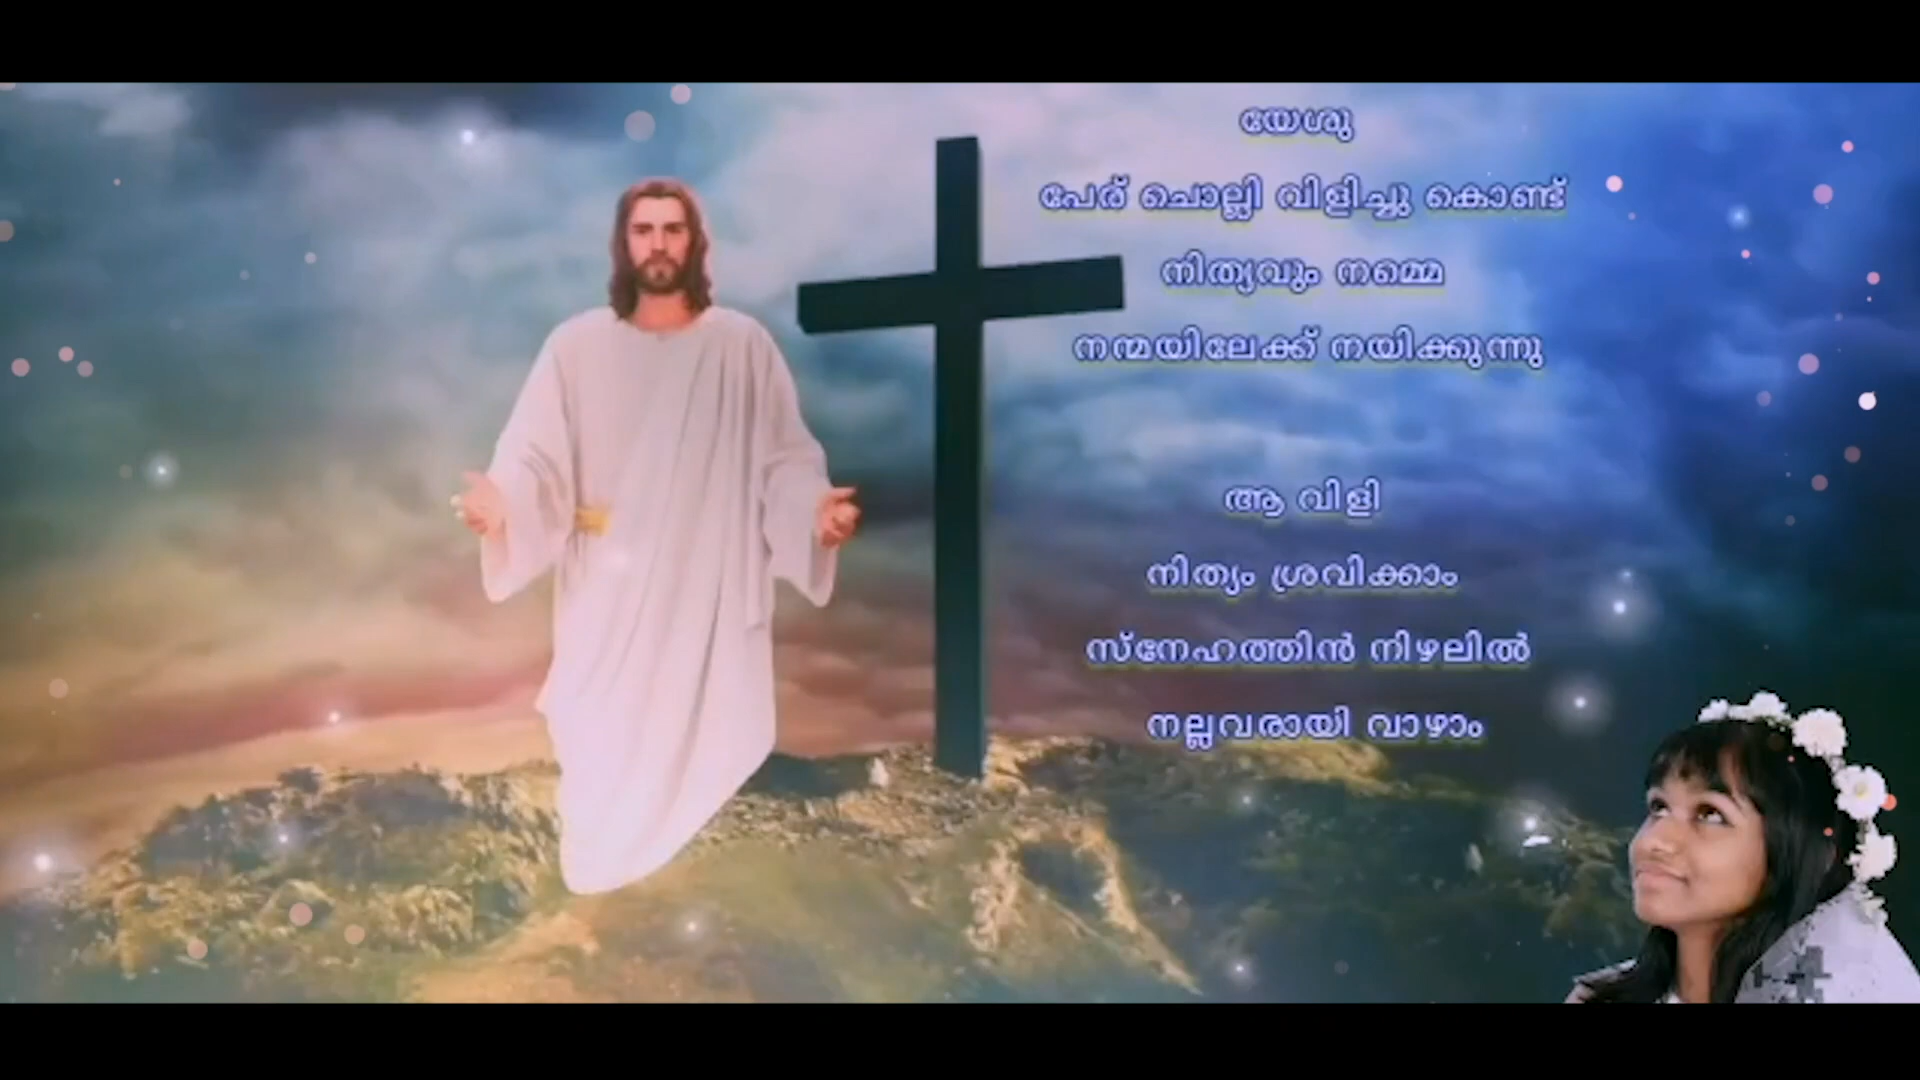 യേശു
പേര് ചൊല്ലി വിളിച്ചു കൊണ്ട്
നിത്യവും നമ്മെ
നന്മയിലേക്ക് നയിക്കുന്നു
ആ വിളി
നിത്യം ശ്രവിക്കാം
സ്നേഹത്തിൻ നിഴലിൽ
നല്ലവരായി വാഴാം